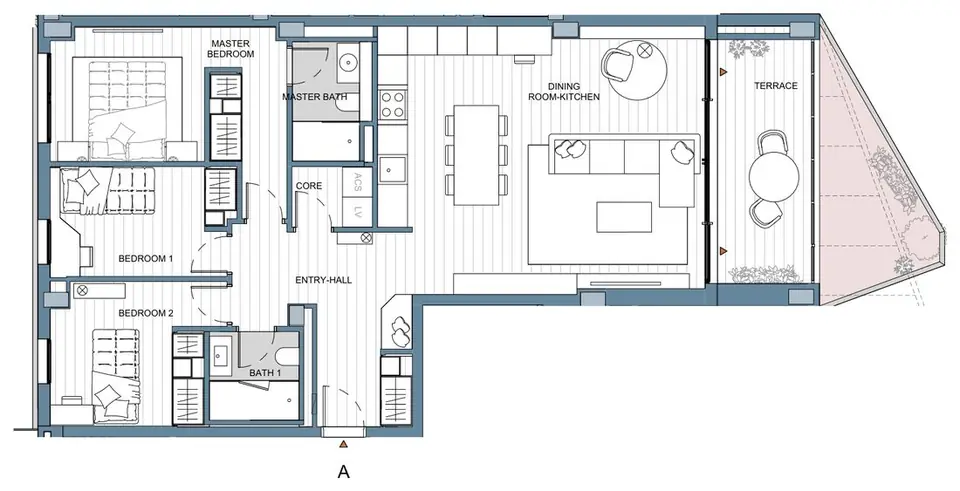 MASTER
BEDROOM
MASTER BATH
DINING
ROOM-KITCHEN
TERRACE
CORE
ACS
LV
BEDROOM 1
ENTRY-HALL
BEDROOM 2
BATH 1
A